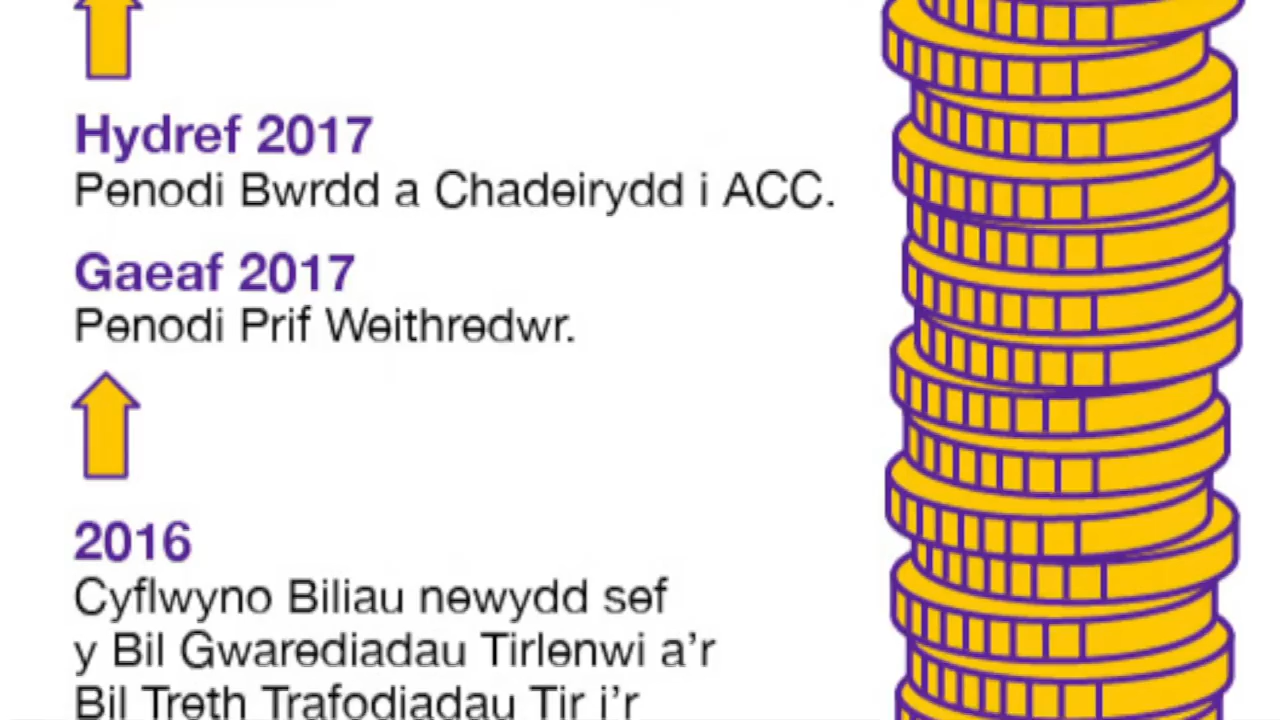 Hydref 2017
Penodi Bwrdd a Chadeirydd i ACC.
Gaeaf 2017
Penodi Prif Weithredwr.
2016
Cyflwyno Biliau newydd sef
y Bil Gwarediadau Tirlenwi a’r
Bil Treth Trafodiadau Tir i’r